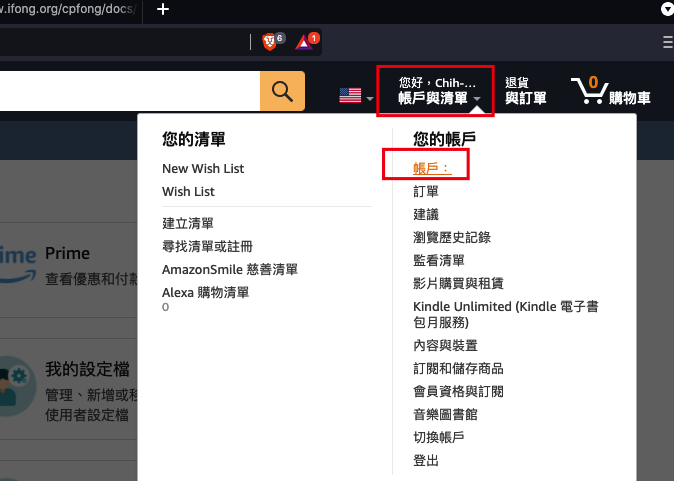 w.ifong.org/cpfong/docs/
6
1
您好，Chih-...
帳戶與清單
退貨
與訂單
0
購物車
您的清單
New Wish List
Wish List
建立清單
尋找清單或註冊
AmazonSmile 慈善清單
Alexa 購物清單
0
您的帳戶
帳戶：
訂單
建議
瀏覽歷史記錄
監看清單
影片購買與租賃
Kindle Unlimited (Kindle 電子書
包月服務)
內容與裝置
訂閱和儲存商品
會員資格與訂閱
音樂圖書館
切換帳戶
登出
Prime
查看優惠和付款
我的設定檔
管理、新增或移
使用者設定檔